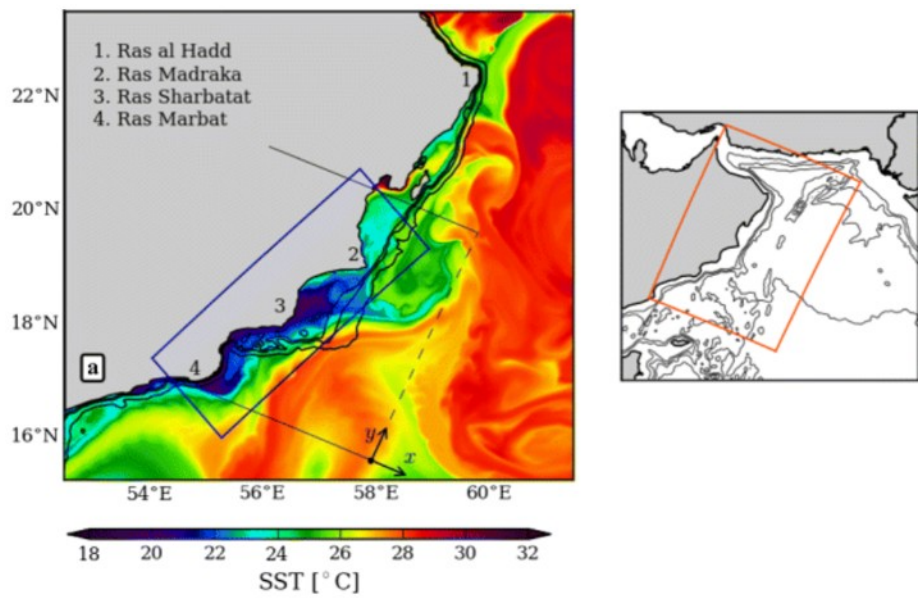 1. Ras al Hadd
2. Ras Madraka
3. Ras Sharbatat
4. Ras Marbat
1
2
3
4
a
y
x
22°N
20°N
18°N
16°N
54°E 56°E 58°E 60°E
18 20 22 24 26 28 30 32
SST [°C]